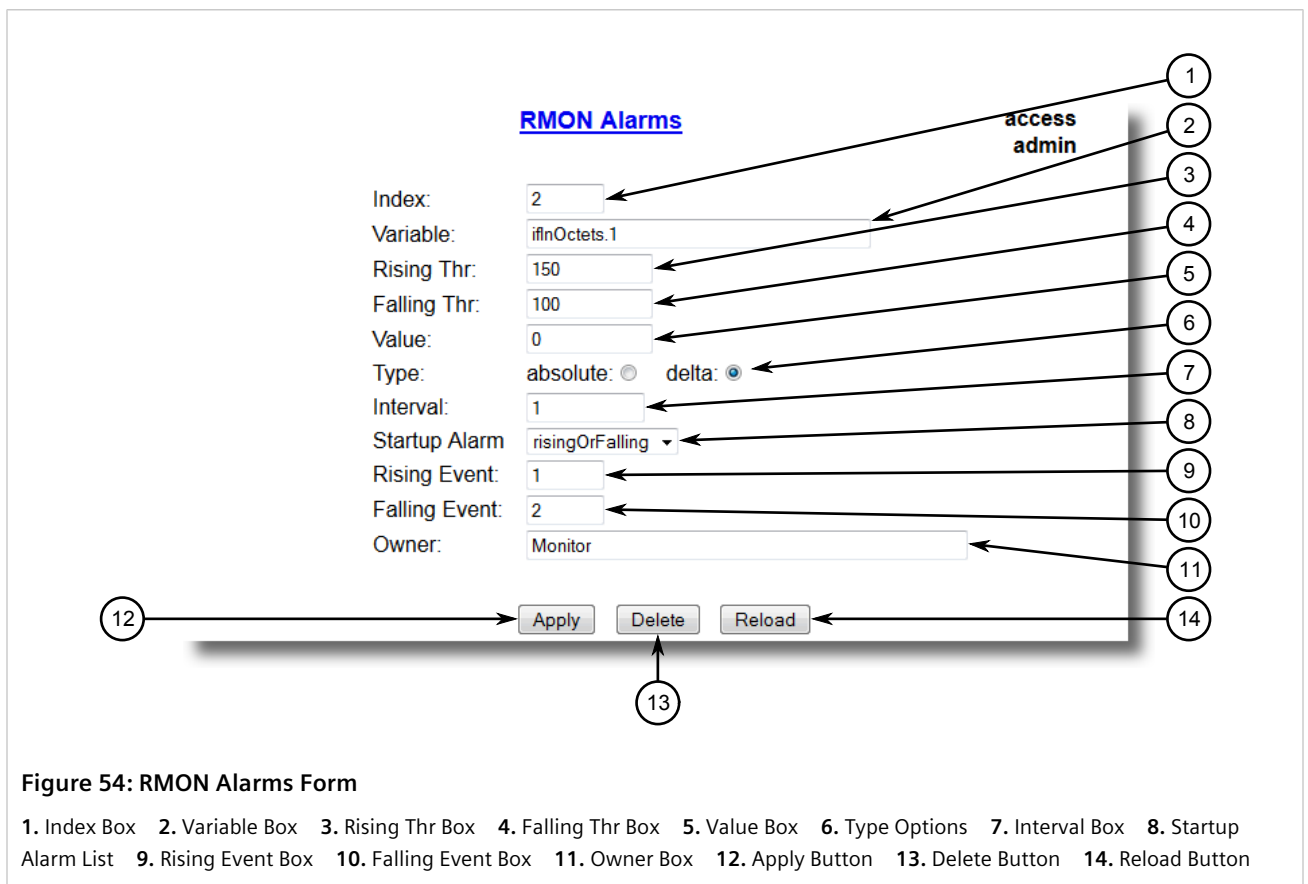 1
RMON Alarms
access
admin
2
3
Index: 2
Variable: ifInOctets.1
4
Rising Thr: 150
5
Falling Thr: 100
6
Value: 0
Type: absolute: delta:
7
Interval: 1
8
Startup Alarm risingOrFalling
9
Rising Event: 1
10
Falling Event: 2
11
Owner: Monitor
12
Apply Delete Reload
14
13
Figure 54: RMON Alarms Form
1. Index Box 2. Variable Box 3. Rising Thr Box 4. Falling Thr Box 5. Value Box 6. Type Options 7. Interval Box 8. Startup
Alarm List 9. Rising Event Box 10. Falling Event Box 11. Owner Box 12. Apply Button 13. Delete Button 14. Reload Button